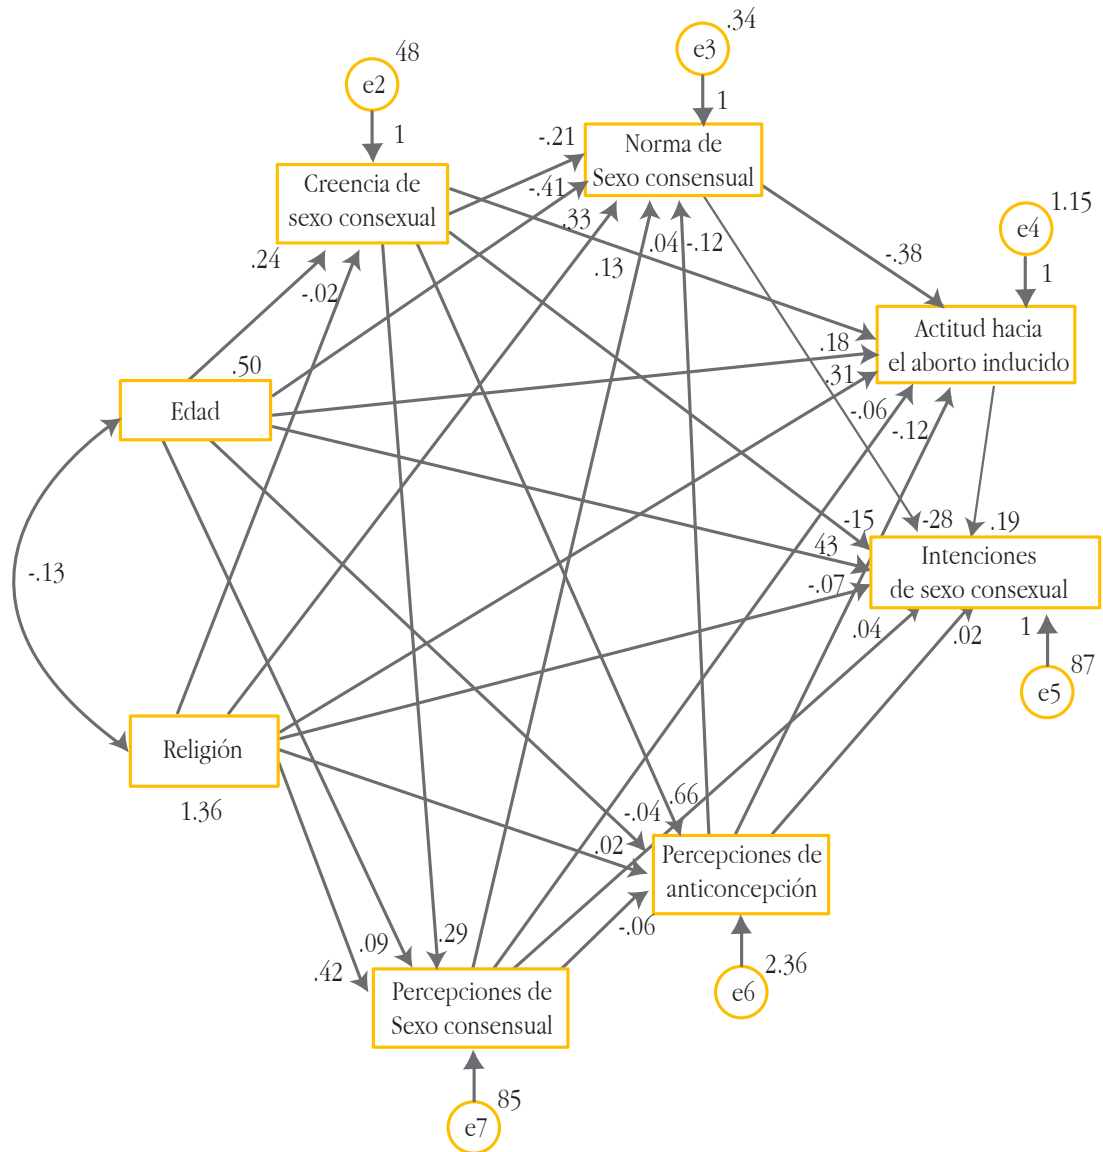 48
.34
e2
e3
1
1
-.21
Norma de
Sexo consensual
Creencia de
sexo consexual
-.41
.33
.04
-.12
1.15
e4
.24
-.02
.13
-.38
1
Actitud hacia
el aborto inducido
.50
.18
.31
Edad
-.06
-.12
-15
-28
.19
43
Intenciones
de sexo consexual
-.13
-.07
.04
.02
1
87
e5
Religión
1.36
-.04
.66
.02
Percepciones de
anticoncepción
.09
.29
-.06
.42
2.36
e6
Percepciones de
Sexo consensual
85
e7